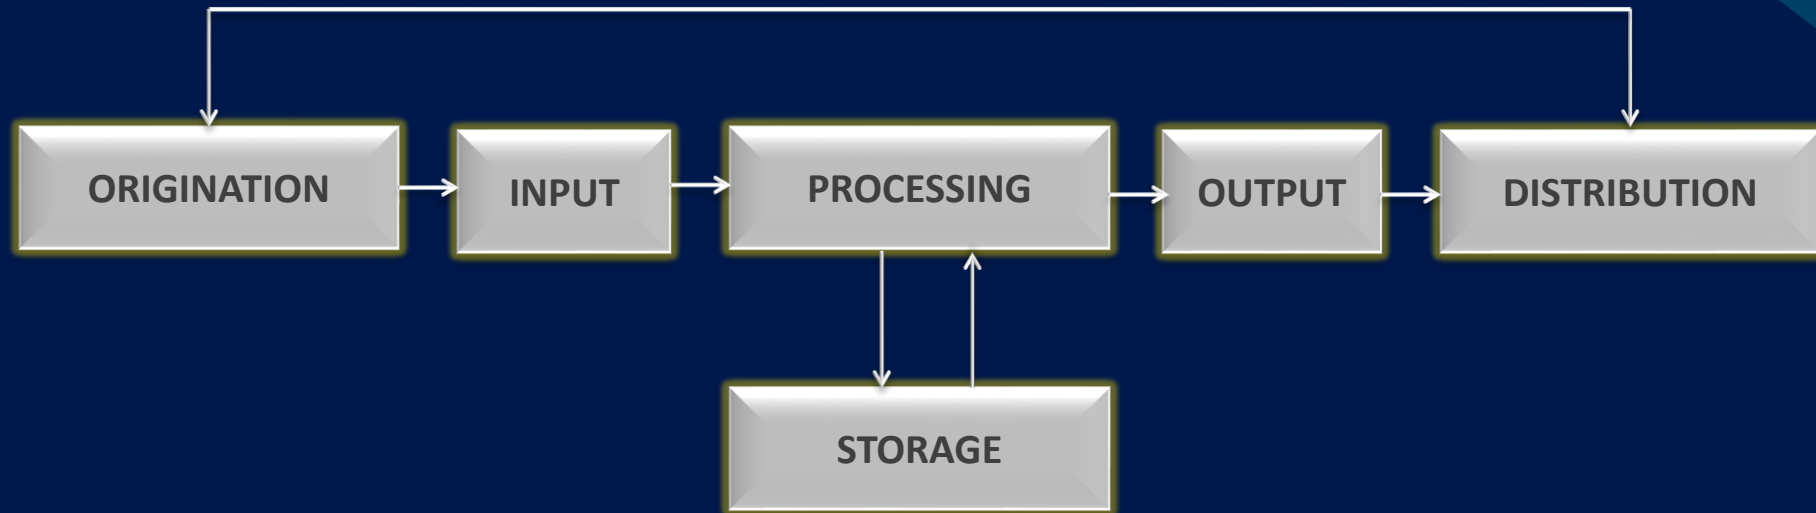 ORIGINATION
INPUT
PROCESSING
OUTPUT
DISTRIBUTION
STORAGE